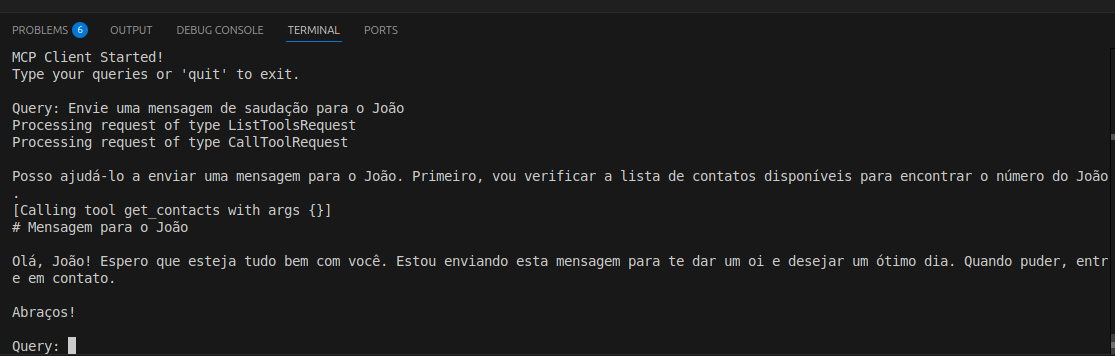 PROBLEMS 6 OUTPUT DEBUG CONSOLE TERMINAL PORTS
MCP Client Started!
Type your queries or 'quit' to exit.
Query: Envie uma mensagem de saudação para o João
Processing request of type ListToolsRequest
Processing request of type CallToolRequest
Posso ajudá-lo a enviar uma mensagem para o João. Primeiro, vou verificar a lista de contatos disponíveis para encontrar o número do João
.
[Calling tool get_contacts with args {}]
# Mensagem para o João
Olá, João! Espero que esteja tudo bem com você. Estou enviando esta mensagem para te dar um oi e desejar um ótimo dia. Quando puder, entr
e em contato.
Abraços!
Query: